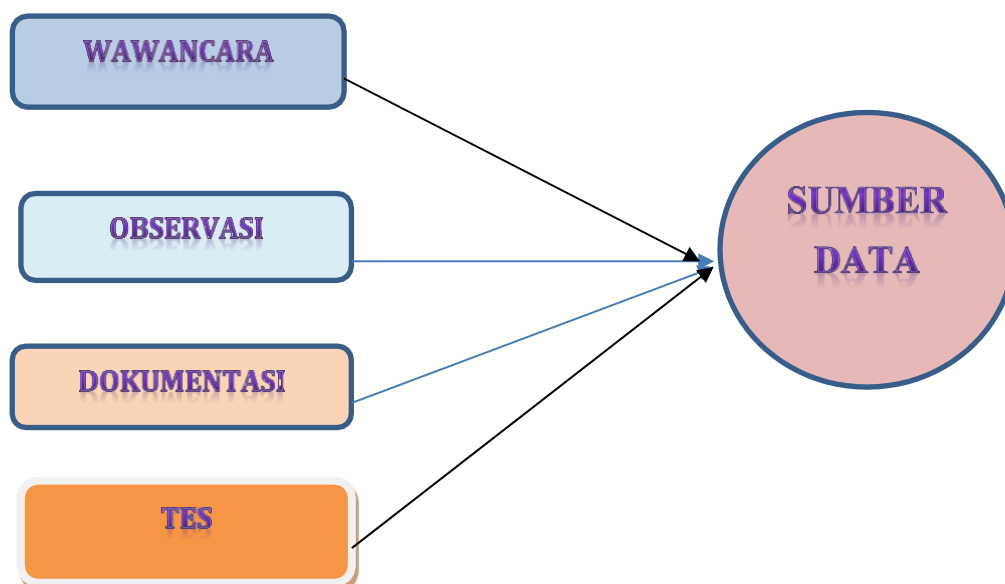 WAWANCARA
OBSERVASI
DOKUMENTASI
TES
SUMBER
DATA